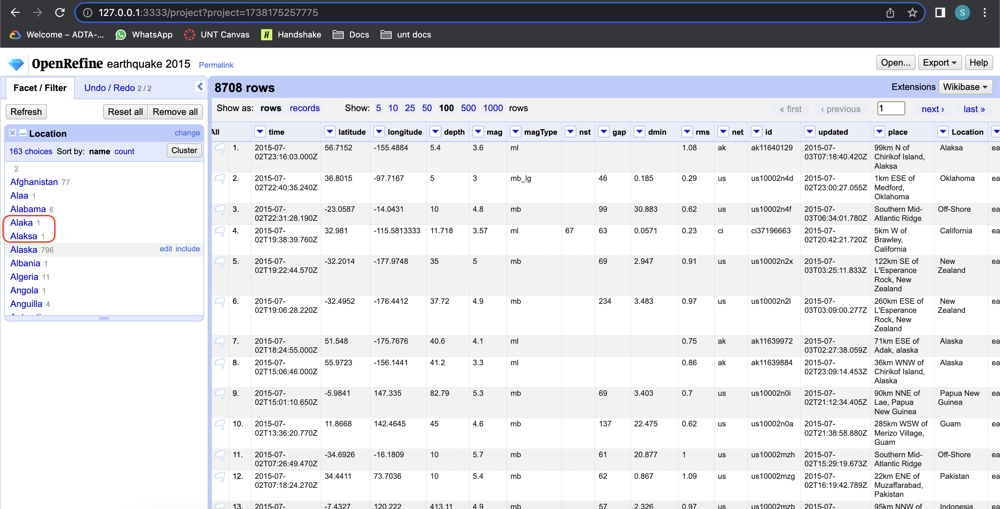 127.0.0.1:3333/project?project=1738175257775
S
Welcome – ADTA-... WhatsApp UNT Canvas H Handshake Docs unt docs
OpenRefine earthquake 2015 Permalink Open... Export Help
Facet / Filter Undo / Redo 2 / 2
8708 rows Extensions Wikibase
Refresh Reset all Remove all
Show as: rows records Show: 5 10 25 50 100 500 1000 rows « first ‹ previous 1 next › last »
Location change
163 choices Sort by: name count Cluster
2
Afghanistan 77
Alaa 1
Alabama 6
Alaka 1
Alaksa 1
Alaska 796 edit include
Albania 1
Algeria 11
Angola 1
Anguilla 4
All time latitude longitude depth mag magType nst gap dmin rms net id updated place Location
1. 2015-07- 56.7152 -155.4884 5.4 3.6 ml 1.08 ak ak11640129 2015-07- 99km N of Alaksa ea
02T23:16:03.000Z 03T07:18:40.420Z Chirikof Island,
Alaksa
2. 2015-07- 36.8015 -97.7167 5 3 mb_lg 46 0.185 0.29 us us10002n4d 2015-07- 1km ESE of Oklahoma ea
02T22:40:35.240Z 02T23:00:27.055Z Medford,
Oklahoma
3. 2015-07- -23.0587 -14.0431 10 4.8 mb 99 30.883 0.62 us us10002n4f 2015-07- Southern Mid- Off-Shore ea
02T22:31:28.190Z 03T06:34:01.780Z Atlantic Ridge
4. 2015-07- 32.981 -115.5813333 11.718 3.57 ml 67 63 0.0571 0.23 ci ci37196663 2015-07- 5km W of California ea
02T19:38:39.760Z 02T20:42:21.720Z Brawley,
California
5. 2015-07- -32.2014 -177.9748 35 5 mb 69 2.947 0.91 us us10002n2x 2015-07- 122km SE of New ea
02T19:22:44.570Z 03T03:25:11.833Z L'Esperance Zealand
Rock, New
Zealand
6. 2015-07- -32.4952 -176.4412 37.72 4.9 mb 234 3.483 0.97 us us10002n2l 2015-07- 260km ESE of New ea
02T19:06:28.220Z 03T03:09:00.277Z L'Esperance Zealand
Rock, New
Zealand
7. 2015-07- 51.548 -175.7676 40.6 4.1 ml 0.75 ak ak11639972 2015-07- 71km ESE of Alaska ea
02T18:24:55.000Z 03T02:27:38.059Z Adak, alaska
8. 2015-07- 55.9723 -156.1441 41.2 3.3 ml 0.86 ak ak11639884 2015-07- 36km WNW of Alaska ea
02T15:06:46.000Z 02T23:09:14.453Z Chirikof Island,
Alaska
9. 2015-07- -5.9841 147.335 82.79 5.3 mb 69 3.403 0.7 us us10002n0i 2015-07- 90km NNE of Papua New ea
02T15:01:10.650Z 02T21:12:34.405Z Lae, Papua Guinea
New Guinea
10. 2015-07- 11.8668 142.4645 45 4.6 mb 137 22.475 0.62 us us10002n0a 2015-07- 285km WSW of Guam ea
02T13:36:20.770Z 02T21:38:58.880Z Merizo Village,
Guam
11. 2015-07- -34.6926 -16.1809 10 5.7 mb 61 20.877 1 us us10002mzh 2015-07- Southern Mid- Off-Shore ea
02T07:26:49.470Z 02T15:29:19.673Z Atlantic Ridge
12. 2015-07- 34.4411 73.7036 10 5.4 mb 62 0.867 1.09 us us10002mzg 2015-07- 22km ENE of Pakistan ea
02T07:18:24.270Z 02T16:19:42.789Z Muzaffarabad,
Pakistan
13. 2015-07- -7.4327 120.222 413.11 4.9 mb 57 2.326 0.97 us us10002mzb 2015-07- 95km NNW of Indonesia ea